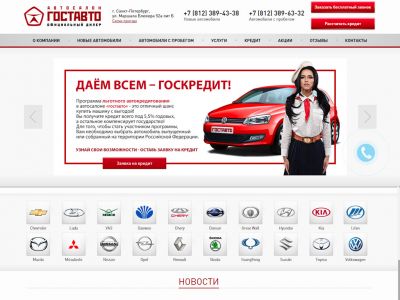 АВТОСАЛОН
ГОСТАВТО
ОФИЦИАЛЬНЫЙ ДИЛЕР
г. Санкт-Петербург,
ул. Маршала Блюхера 52а лит Б
Схема проезда
+7 (812) 389-43-38
Новые автомобили
+7 (812) 389-63-32
Автомобили с пробегом
Заказать бесплатный звонок
Рассчитать кредит
О КОМПАНИИ
НОВЫЕ АВТОМОБИЛИ
АВТОМОБИЛИ С ПРОБЕГОМ
УСЛУГИ
КРЕДИТ
АКЦИИ
ОТЗЫВЫ
КОНТАКТЫ
ДАЁМ ВСЕМ – ГОСКРЕДИТ!
Программа льготного автокредитования
в автосалоне «госташто» - это отличный шанс
купить машину с выгодой!
Вы получаете кредит всего под 5,5% годовых,
а остальное компенсирует государство!
Для того, чтобы стать участником программы,
Вам необходимо выбрать автомобиль выпущенный
или собранный на территории Российской Федерации.
УЗНАЙ СВОИ ВОЗМОЖНОСТИ - ОСТАВЬ ЗАЯВКУ НА КРЕДИТ
Заявка на кредит
ГОСТАВТО
Chevrolet
Lada
УАЗ
Daewoo
Chery
Datsun
Great Wall
Hyundai
KIA
Lifan
Mazda
Mitsubishi
Nissan
Opel
Renault
Skoda
SsangYong
Suzuki
Toyota
Volkswagen
НОВОСТИ